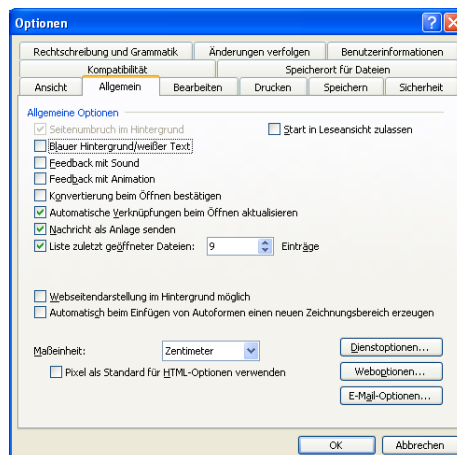 Optionen
Rechtschreibung und Grammatik Änderungen verfolgen Benutzerinformationen
Kompatibilität Speicherort für Dateien
Ansicht Allgemein Bearbeiten Drucken Speichern Sicherheit
Allgemeine Optionen
Seitenumbruch im Hintergrund Start in Leseansicht zulassen
Blauer Hintergrund/weißer Text
Feedback mit Sound
Feedback mit Animation
Konvertierung beim Öffnen bestätigen
Automatische Verknüpfungen beim Öffnen aktualisieren
Nachricht als Anlage senden
Liste zuletzt geöffneter Dateien: 9 Einträge
Webseitendarstellung im Hintergrund möglich
Automatisch beim Einfügen von Autoformen einen neuen Zeichnungsbereich erzeugen
Maßeinheit: Zentimeter Dienstoptionen...
Pixel als Standard für HTML-Optionen verwenden Weboptionen...
E-Mail-Optionen...
OK Abbrechen